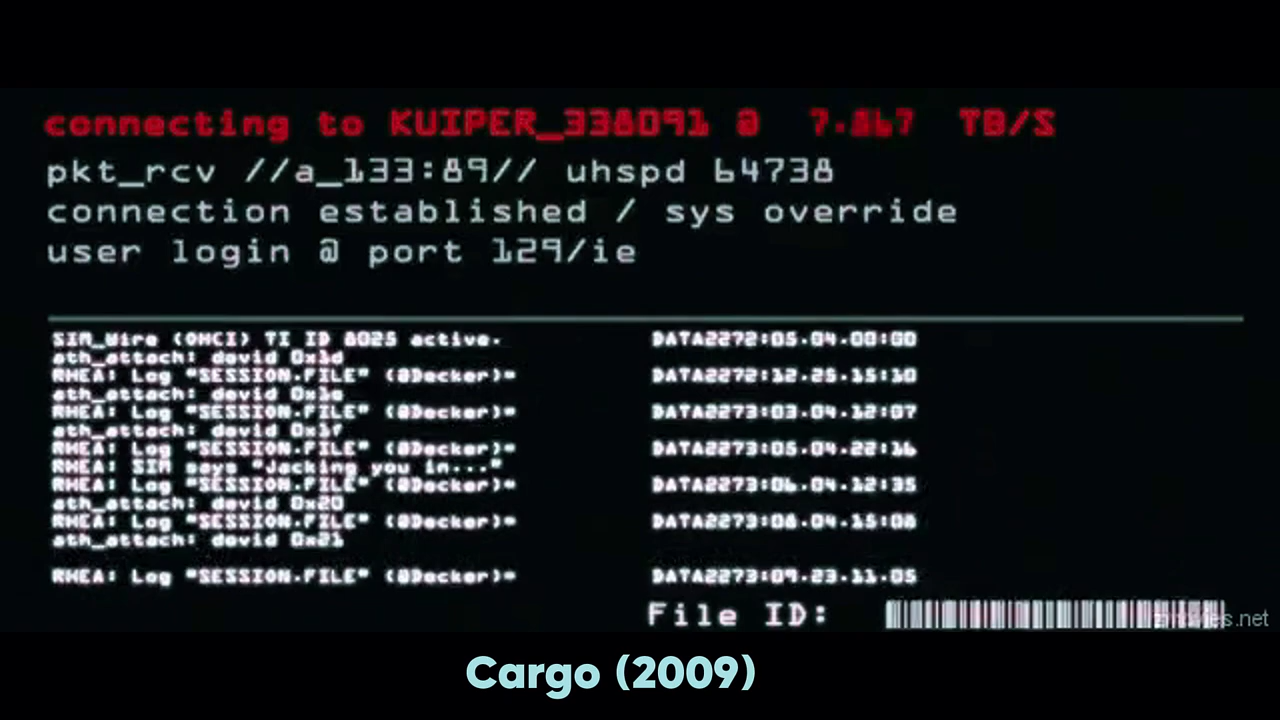 connecting to KUIPER_338091 @ 7.867 TB/S
pkt_rcv //a_133:89// uhspd 64738
connection established / sys override
user login @ port 129/ie
SIM_Wire (OHCI) TI ID 8025 active. DATA2272:05.04.00:00
ath_attach: devid 0x1d
RHEA: Log "SESSION.FILE" (@Decker)= DATA2272:12.25.15:10
ath_attach: devid 0x1e
RHEA: Log "SESSION.FILE" (@Decker)= DATA2273:03.04.12:07
ath_attach: devid 0x1f
RHEA: Log "SESSION.FILE" (@Decker)= DATA2273:05.04.22:16
RHEA: SIM says "Jacking you in..."
RHEA: Log "SESSION.FILE" (@Decker)= DATA2273:06.04.12:35
ath_attach: devid 0x20
RHEA: Log "SESSION.FILE" (@Decker)= DATA2273:08.04.15:08
ath_attach: devid 0x21
RHEA: Log "SESSION.FILE" (@Decker)= DATA2273:09.23.11.05
File ID:
Cargo (2009)